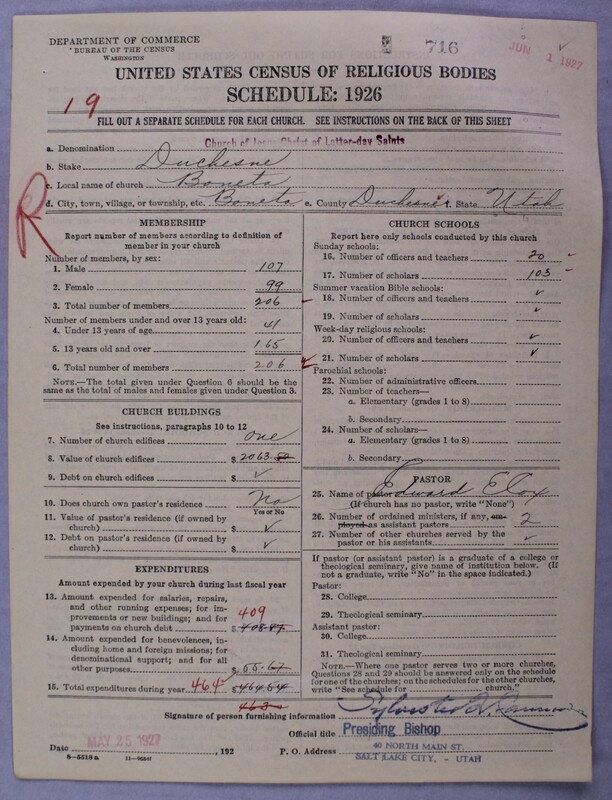 DEPARTMENT OF COMMERCE
BUREAU OF THE CENSUS
WASHINGTON
716
JUN 1 1927
UNITED STATES CENSUS OF RELIGIOUS BODIES
SCHEDULE: 1926
19
FILL OUT A SEPARATE SCHEDULE FOR EACH CHURCH. SEE INSTRUCTIONS ON THE BACK OF THIS SHEET
a. Denomination Church of Jesus Christ of Latter-day Saints
b. Stake Duchesne
c. Local name of church Boneta
d. City, town, village, or township, etc. Boneta e. County Duchesne f. State Utah
R
MEMBERSHIP
Report number of members according to definition of
member in your church
Number of members, by sex:
1. Male 107
2. Female 99
3. Total number of members 206
Number of members under and over 13 years old:
4. Under 13 years of age 41
5. 13 years old and over 165
6. Total number of members 206
NOTE.—The total given under Question 6 should be the
same as the total of males and females given under Question 3.
CHURCH BUILDINGS
See instructions, paragraphs 10 to 12
7. Number of church edifices one
8. Value of church edifices $ 2063.50
9. Debt on church edifices $ ✓
10. Does church own pastor's residence? No
Yes or No
11. Value of pastor's residence (if owned by
church) $ ✓
12. Debt on pastor's residence (if owned by
church) $ ✓
EXPENDITURES
Amount expended by your church during last fiscal year
13. Amount expended for salaries, repairs,
and other running expenses; for im-
provements or new buildings; and for
payments on church debt 409 $ 408.87
14. Amount expended for benevolences, in-
cluding home and foreign missions; for
denominational support; and for all
other purposes $ 55.67
15. Total expenditures during year 464 $ 464.54
463
CHURCH SCHOOLS
Report here only schools conducted by this church
Sunday schools:
16. Number of officers and teachers 20
17. Number of scholars 103
Summer vacation Bible schools:
18. Number of officers and teachers ✓
19. Number of scholars ✓
Week-day religious schools:
20. Number of officers and teachers ✓
21. Number of scholars ✓
Parochial schools:
22. Number of administrative officers
23. Number of teachers—
a. Elementary (grades 1 to 8)
b. Secondary
24. Number of scholars—
a. Elementary (grades 1 to 8)
b. Secondary
PASTOR
25. Name of pastor Edward
(If church has no pastor, write "None")
26. Number of ordained ministers, if any, em-
ployed as assistant pastors 2
27. Number of other churches served by the
pastor or his assistants ✓
If pastor (or assistant pastor) is a graduate of a college or
theological seminary, give name of institution below. (If
not a graduate, write "No" in the space indicated.)
Pastor:
28. College
29. Theological seminary
Assistant pastor:
30. College
31. Theological seminary
NOTE.—Where one pastor serves two or more churches,
Questions 28 and 29 should be answered only on the schedule
for one of the churches; on the schedules for the other churches,
write "See schedule for church."
Signature of person furnishing information Sylvester Q. Cannon
Official title Presiding Bishop
Date MAY 25 1927, 192 P. O. Address 40 NORTH MAIN ST.
SALT LAKE CITY, - UTAH
8-5319 a